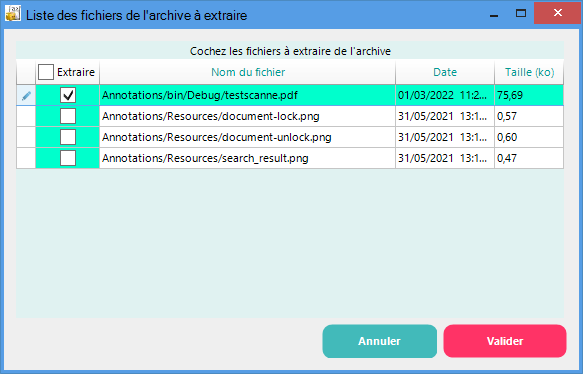 Liste des fichiers de l'archive à extraire
Cochez les fichiers à extraire de l'archive
Extraire Nom du fichier Date Taille (ko)
Annotations/bin/Debug/testscanne.pdf 01/03/2022 11:2... 75,69
Annotations/Resources/document-lock.png 31/05/2021 13:1... 0,57
Annotations/Resources/document-unlock.png 31/05/2021 13:1... 0,60
Annotations/Resources/search_result.png 31/05/2021 13:1... 0,47
Annuler Valider